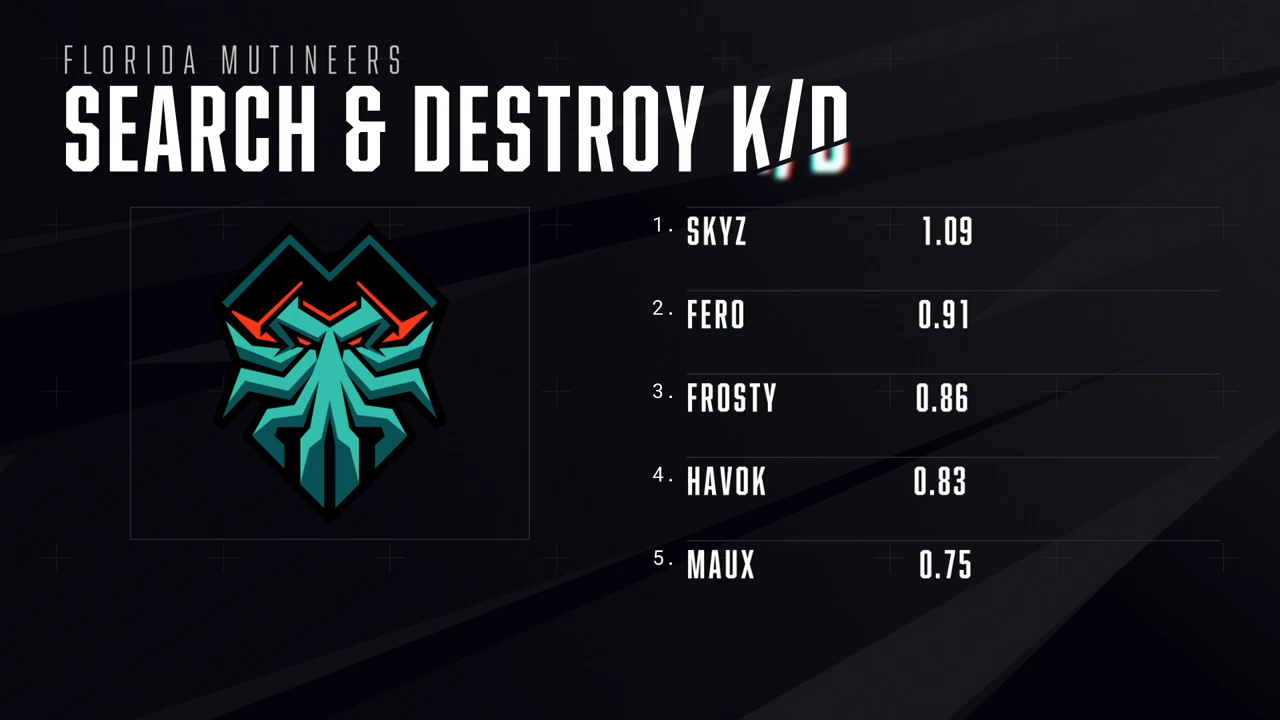 FLORIDA MUTINEERS
SEARCH & DESTROY K/D
1. SKYZ 1.09
2. FERO 0.91
3. FROSTY 0.86
4. HAVOK 0.83
5. MAUX 0.75